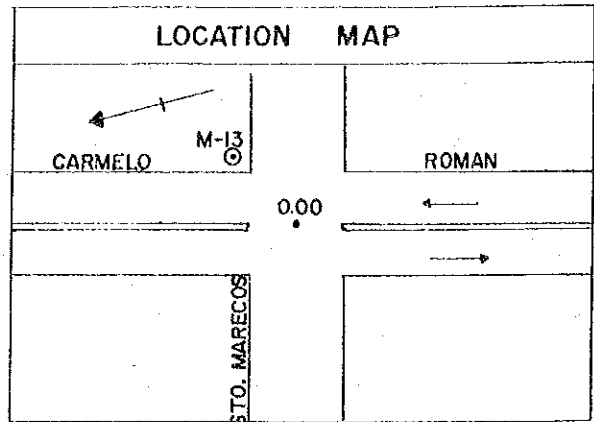 LOCATION MAP
M-13
CARMELO ROMAN
0.00
STO. MARECOS